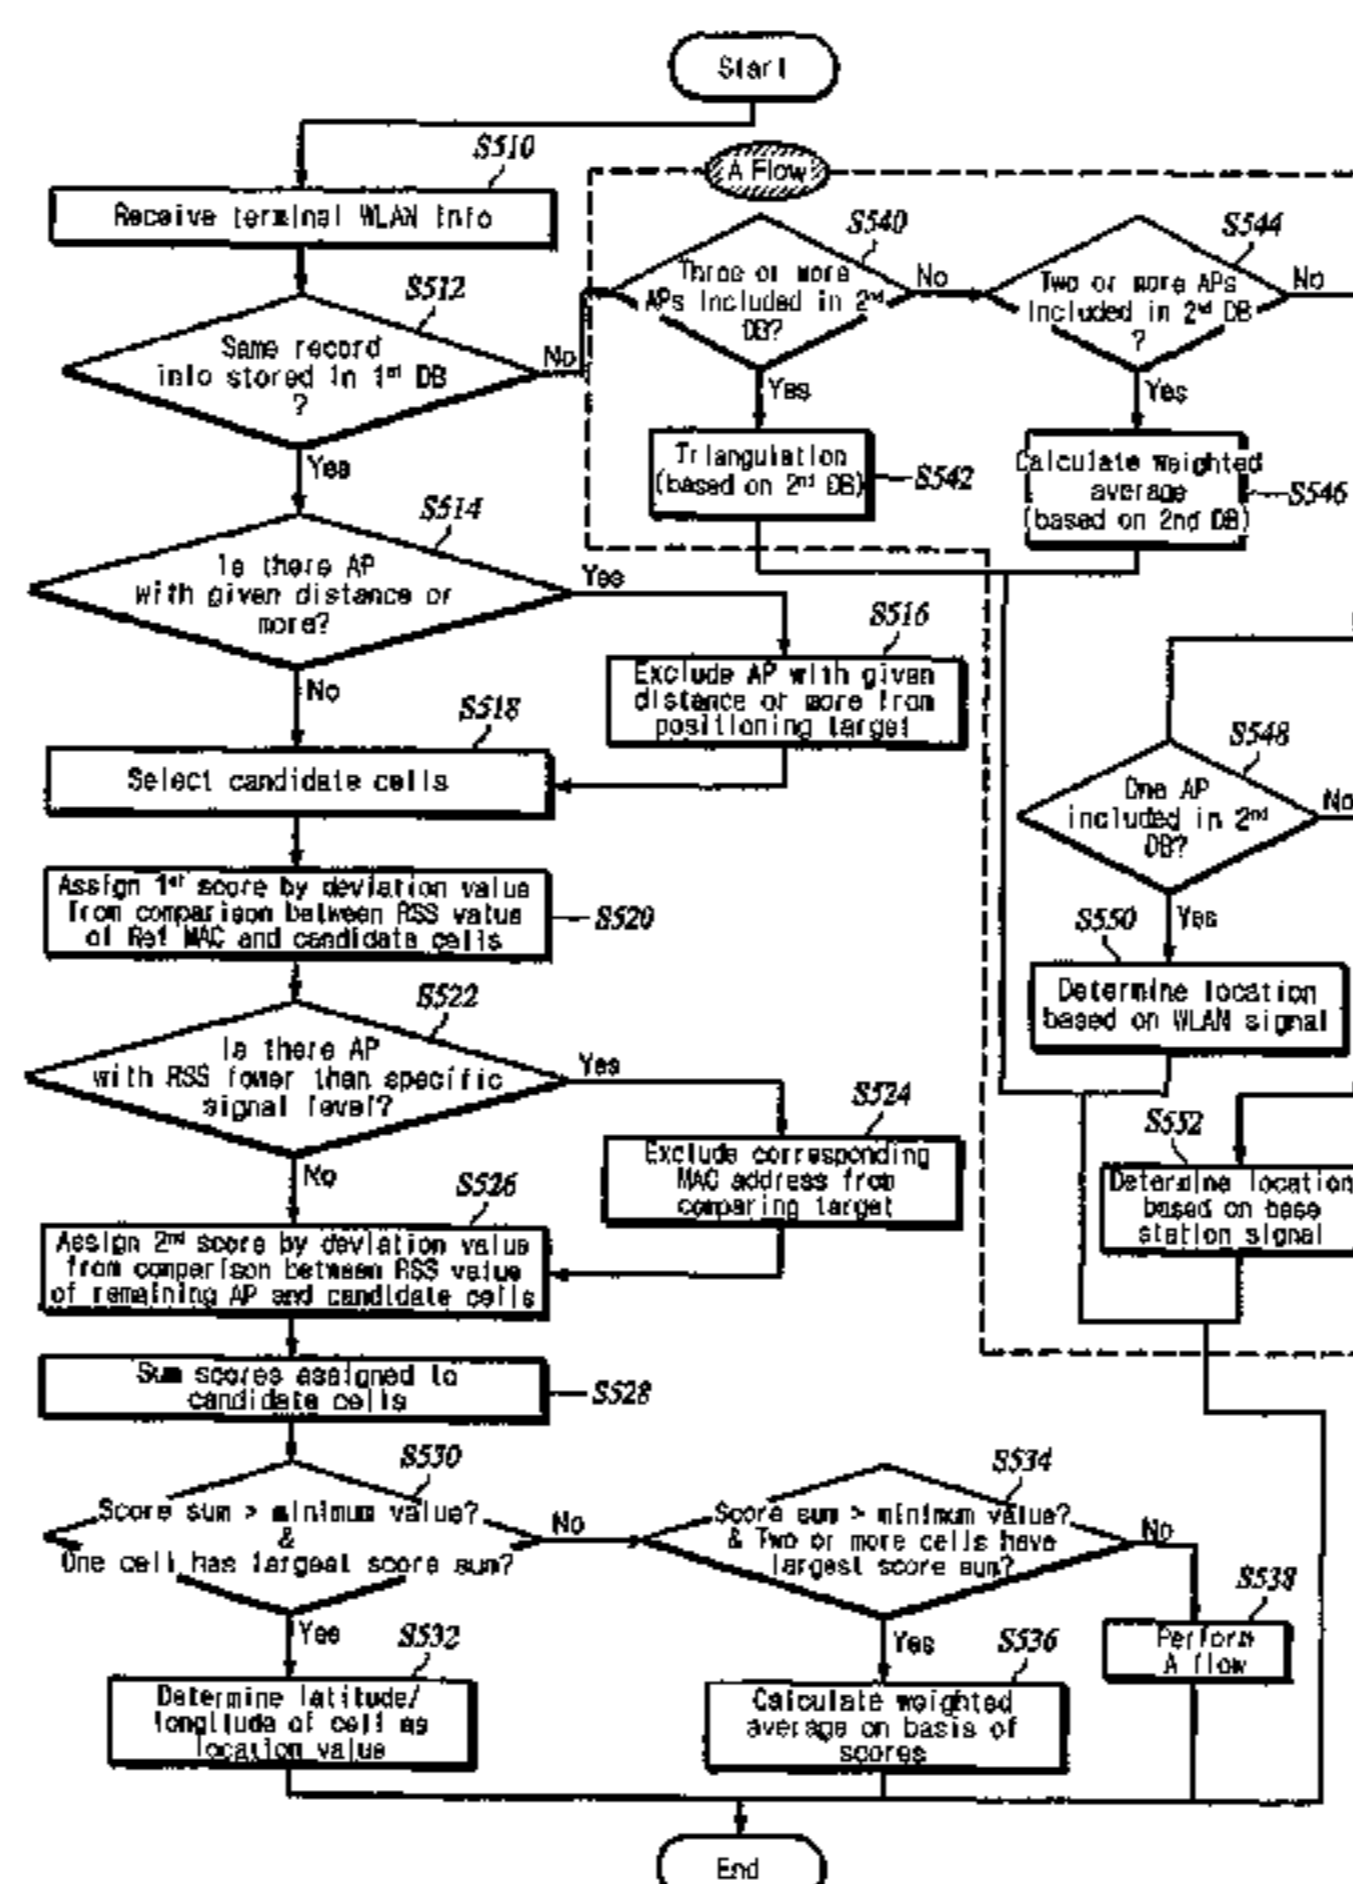 Start
S510
Receive terminal WLAN info
A Flow
S512
Same record
info stored in 1st DB
?
No
Yes
S540
Three or more
APs included in 2nd
DB?
No
Yes
S544
Two or more APs
included in 2nd DB
?
No
Yes
Triangulation
(based on 2nd DB)
S542
Calculate weighted
average
(based on 2nd DB)
S546
S514
Is there AP
with given distance or
more?
Yes
No
S516
Exclude AP with given
distance or more from
positioning target
S518
Select candidate cells
S548
One AP
included in 2nd
DB?
No
Yes
Assign 1st score by deviation value
from comparison between RSS value
of Ref MAC and candidate cells
S520
S550
Determine location
based on WLAN signal
S522
Is there AP
with RSS fower than specific
signal level?
Yes
No
S524
Exclude corresponding
MAC address from
comparing target
S552
Determine location
based on base
station signal
S526
Assign 2nd score by deviation value
from comparison between RSS value
of remaining AP and candidate cells
Sum scores assigned to
candidate cells
S528
S530
Score sum > minimum value?
&
One cell has largest score sum?
No
Yes
S534
Score sum > minimum value?
& Two or more cells have
largest score sum?
No
Yes
S538
Perform
A flow
S532
Determine latitude/
longitude of cell as
location value
S536
Calculate weighted
average on basis of
scores
End